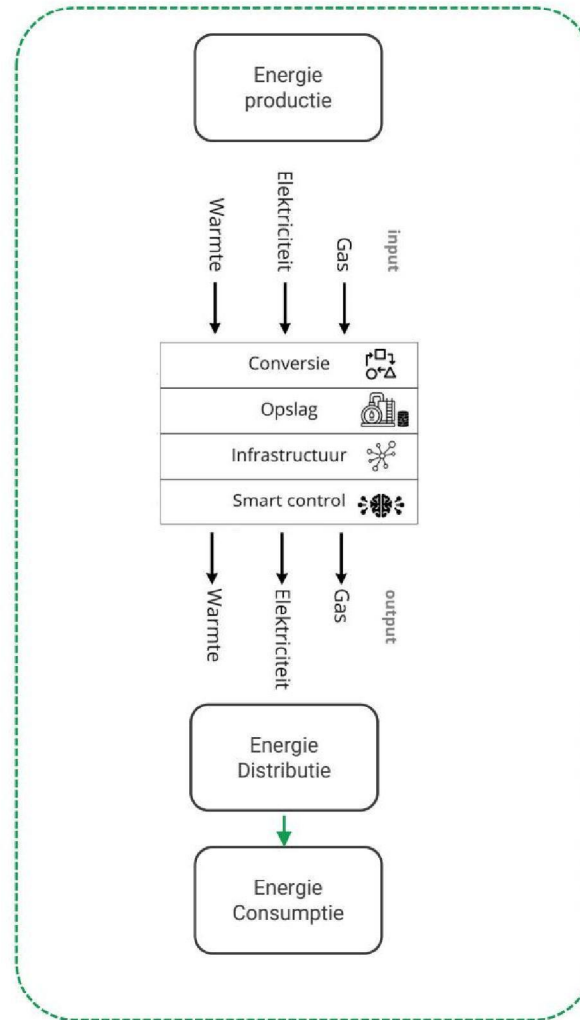 Energie
productie
Warmte
Elektriciteit
Gas
input
Conversie
Opslag
Infrastructuur
Smart control
Warmte
Elektriciteit
Gas
output
Energie
Distributie
Energie
Consumptie